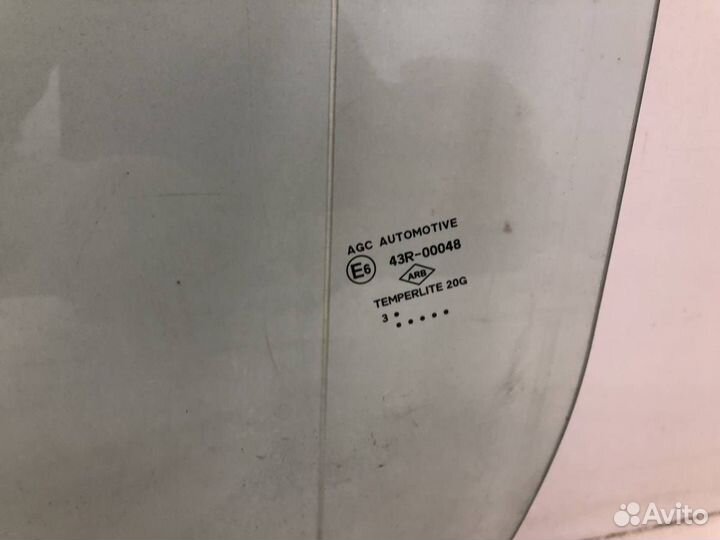 AGC AUTOMOTIVE
E6 43R-00048
ARB
TEMPERLITE 20G
3
Avito